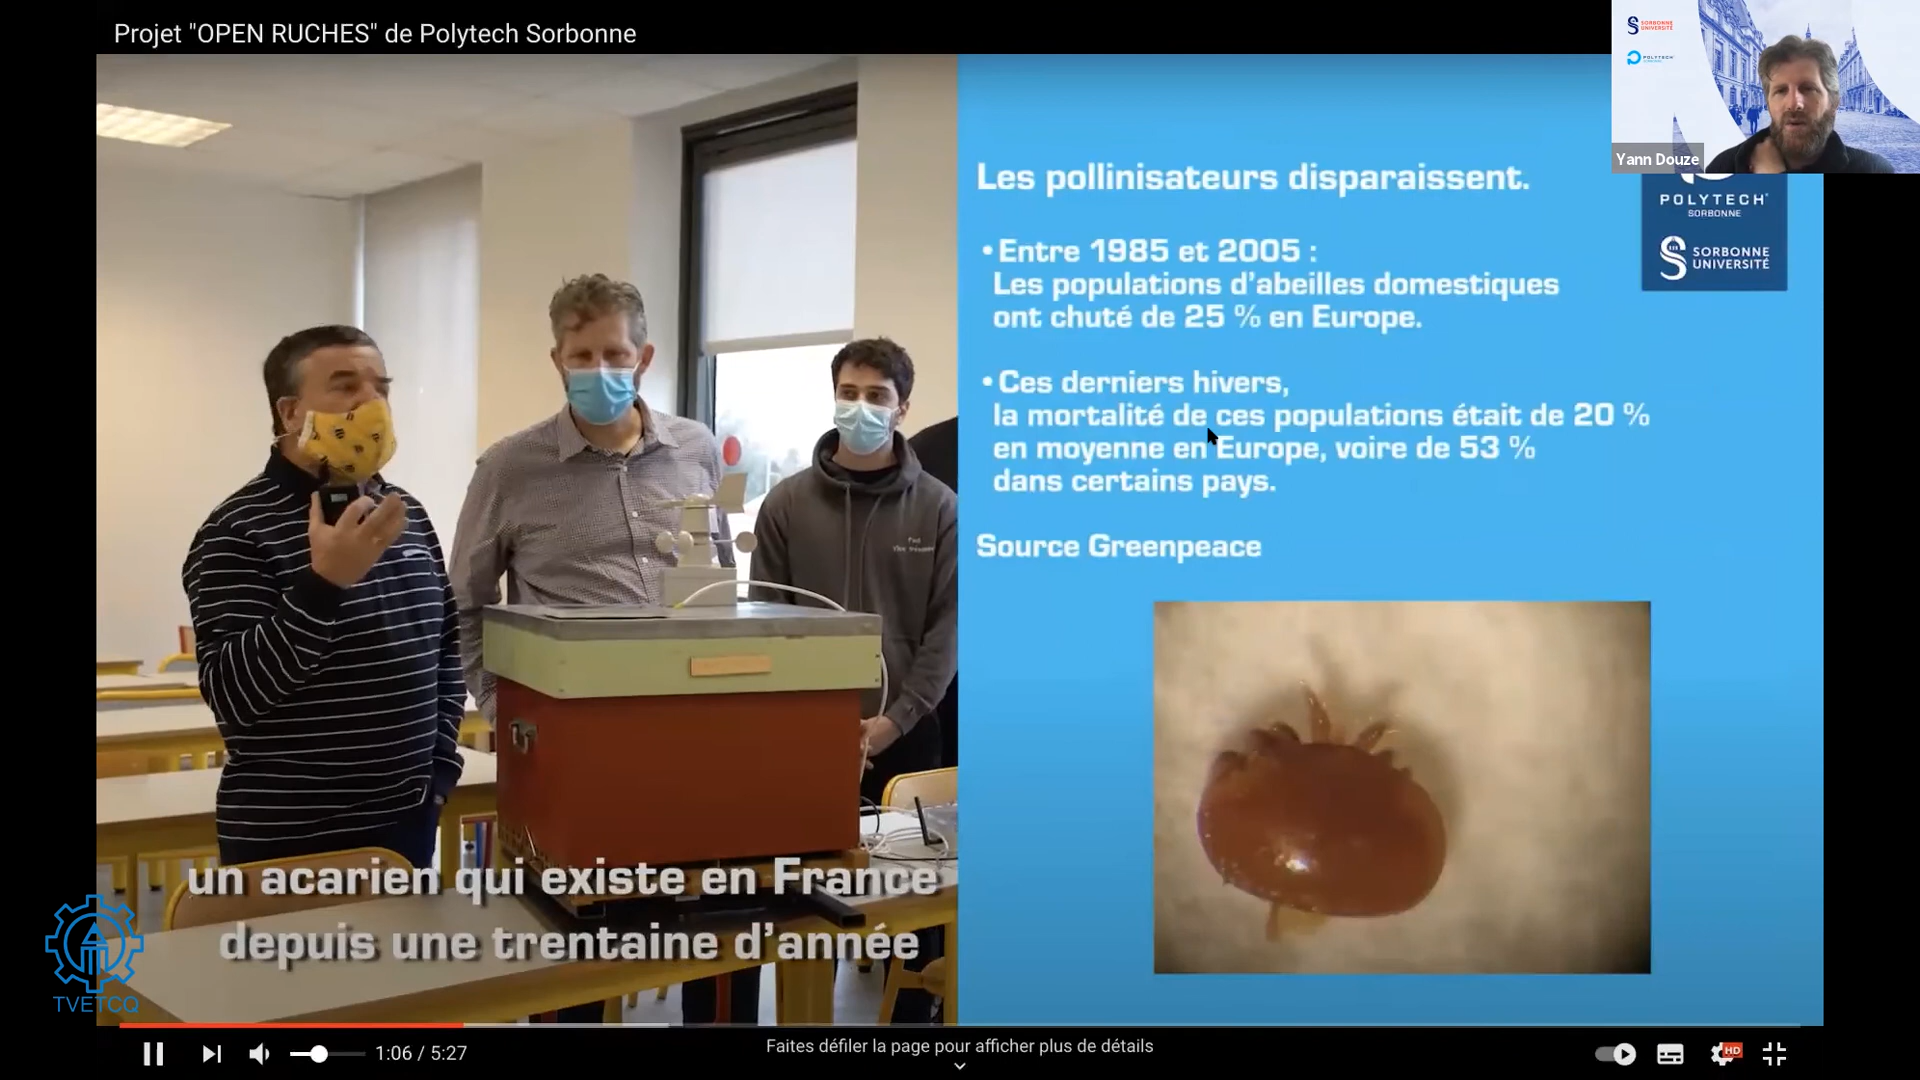 Projet "OPEN RUCHES" de Polytech Sorbonne
SORBONNE
UNIVERSITÉ
POLYTECH
Yann Douze
Les pollinisateurs disparaissent.
POLYTECH
SORBONNE
SORBONNE
UNIVERSITÉ
•Entre 1985 et 2005 :
Les populations d'abeilles domestiques
ont chuté de 25 % en Europe.
•Ces derniers hivers,
la mortalité de ces populations était de 20 %
en moyenne en Europe, voire de 53 %
dans certains pays.
Source Greenpeace
un acarien qui existe en France
depuis une trentaine d'année
TVETCQ
1:06 / 5:27
Faites défiler la page pour afficher plus de détails
HD